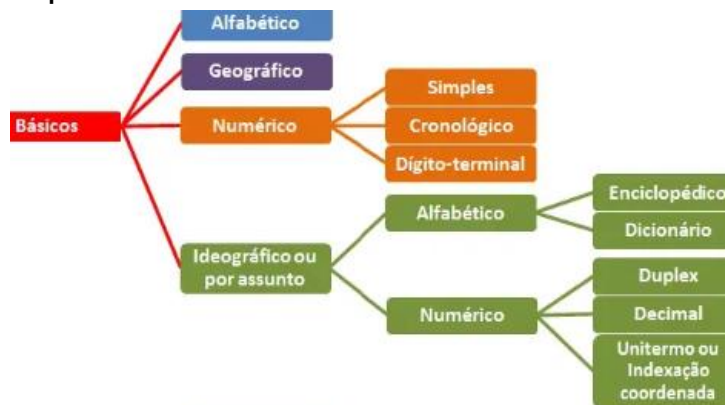 Alfabético
Geográfico
Básicos
Numérico
Simples
Cronológico
Dígito-terminal
Ideográfico ou
por assunto
Alfabético
Enciclopédico
Dicionário
Numérico
Duplex
Decimal
Unitermo ou
Indexação
coordenada